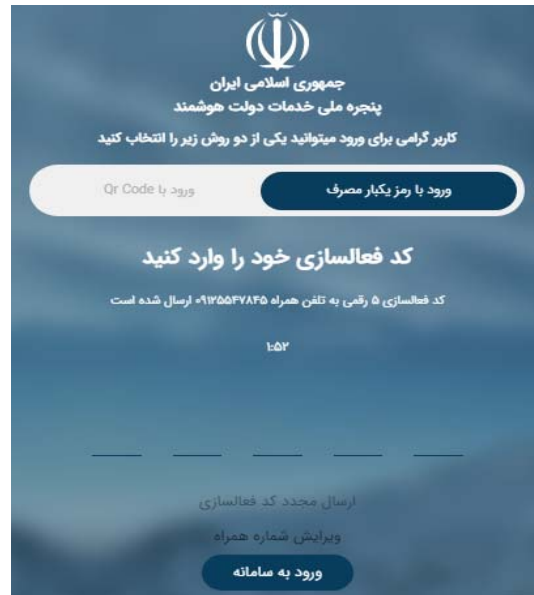 جمهوری اسلامی ایران
پنجره ملی خدمات دولت هوشمند
کاربر گرامی برای ورود میتوانید یکی از دو روش زیر را انتخاب کنید
ورود با رمز یکبار مصرف
ورود با Qr Code
کد فعالسازی خود را وارد کنید
کد فعالسازی ۵ رقمی به تلفن همراه ۰۹۱۲۵۵۴۷۸۴۵ ارسال شده است
۱:۵۲
ارسال مجدد کد فعالسازی
ویرایش شماره همراه
ورود به سامانه